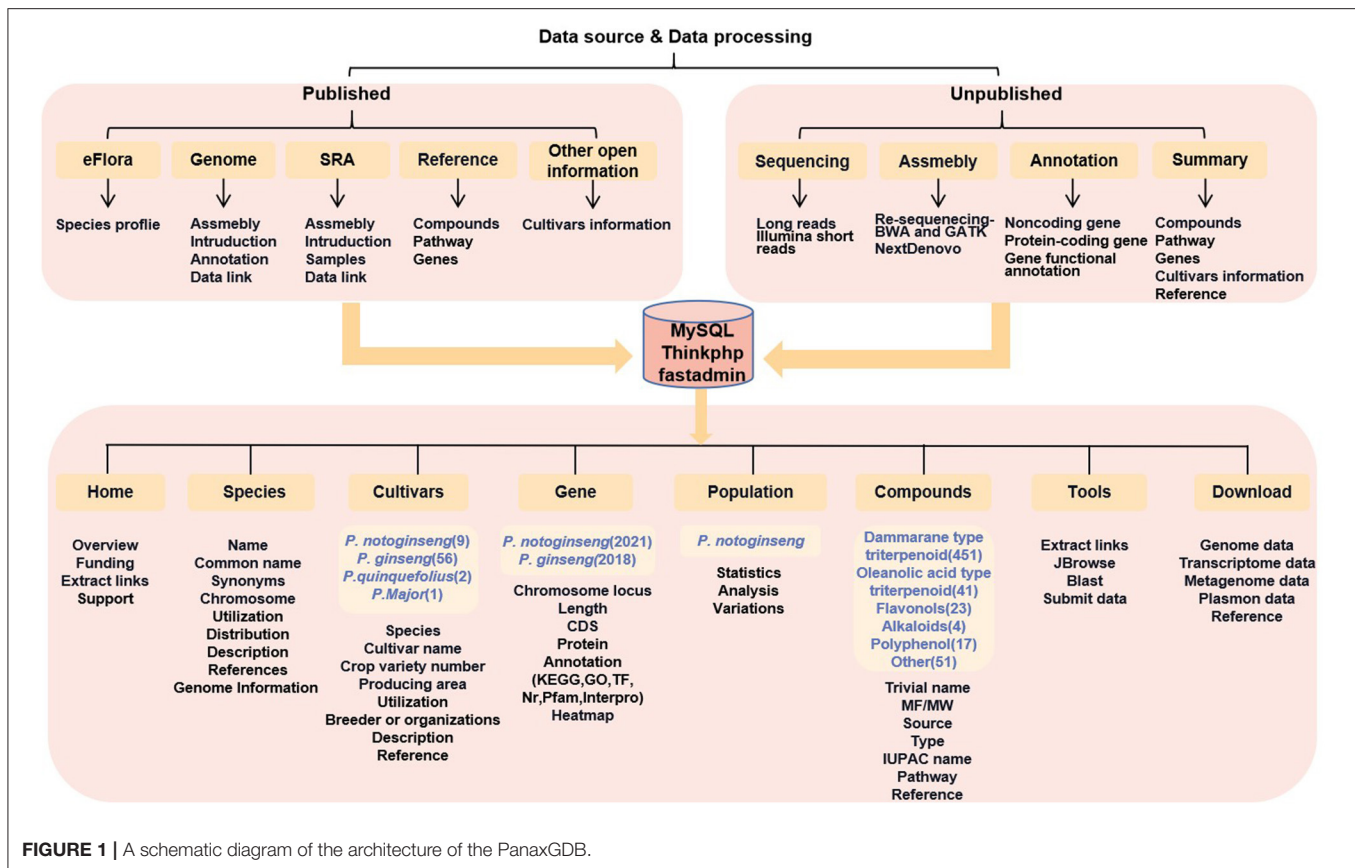 Data source & Data processing
Published
Unpublished
eFlora
Genome
SRA
Reference
Other open
information
Species proflie
Assmebly
Intruduction
Annotation
Data link
Assmebly
Intruduction
Samples
Data link
Compounds
Pathway
Genes
Cultivars information
Sequencing
Assmebly
Annotation
Summary
Long reads
Illumina short
reads
Re-sequenecing-
BWA and GATK
NextDenovo
Noncoding gene
Protein-coding gene
Gene functional
annotation
Compounds
Pathway
Genes
Cultivars information
Reference
MySQL
Thinkphp
fastadmin
Home
Species
Cultivars
Gene
Population
Compounds
Tools
Download
Overview
Funding
Extract links
Support
Name
Common name
Synonyms
Chromosome
Utilization
Distribution
Description
References
Genome Information
P. notoginseng(9)
P. ginseng(56)
P.quinquefolius(2)
P.Major(1)
Species
Cultivar name
Crop variety number
Producing area
Utilization
Breeder or organizations
Description
Reference
P. notoginseng(2021)
P. ginseng(2018)
Chromosome locus
Length
CDS
Protein
Annotation
(KEGG,GO,TF,
Nr,Pfam,Interpro)
Heatmap
P. notoginseng
Statistics
Analysis
Variations
Dammarane type
triterpenoid(451)
Oleanolic acid type
triterpenoid(41)
Flavonols(23)
Alkaloids(4)
Polyphenol(17)
Other(51)
Trivial name
MF/MW
Source
Type
IUPAC name
Pathway
Reference
Extract links
JBrowse
Blast
Submit data
Genome data
Transcriptome data
Metagenome data
Plasmon data
Reference
FIGURE 1 | A schematic diagram of the architecture of the PanaxGDB.